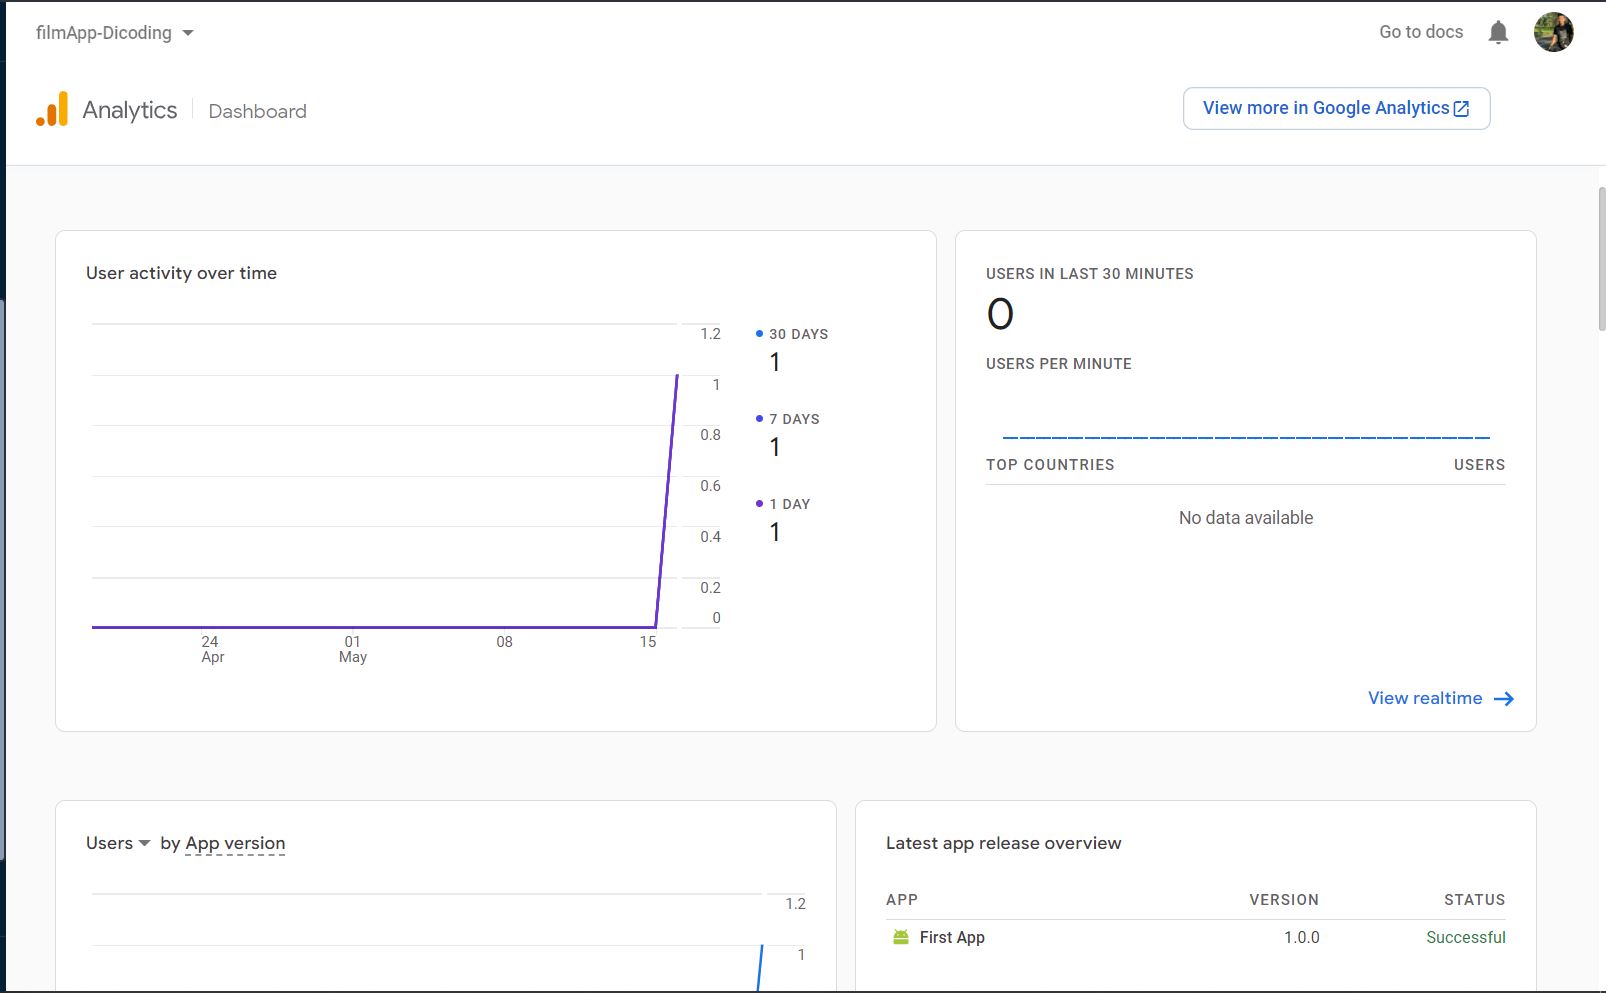 filmApp-Dicoding
Go to docs
Analytics
Dashboard
View more in Google Analytics
User activity over time
1.2
1
0.8
0.6
0.4
0.2
0
24
Apr
01
May
08
15
30 DAYS
1
7 DAYS
1
1 DAY
1
USERS IN LAST 30 MINUTES
0
USERS PER MINUTE
TOP COUNTRIES USERS
No data available
View realtime
Users by App version
1.2
1
Latest app release overview
APP VERSION STATUS
First App 1.0.0 Successful